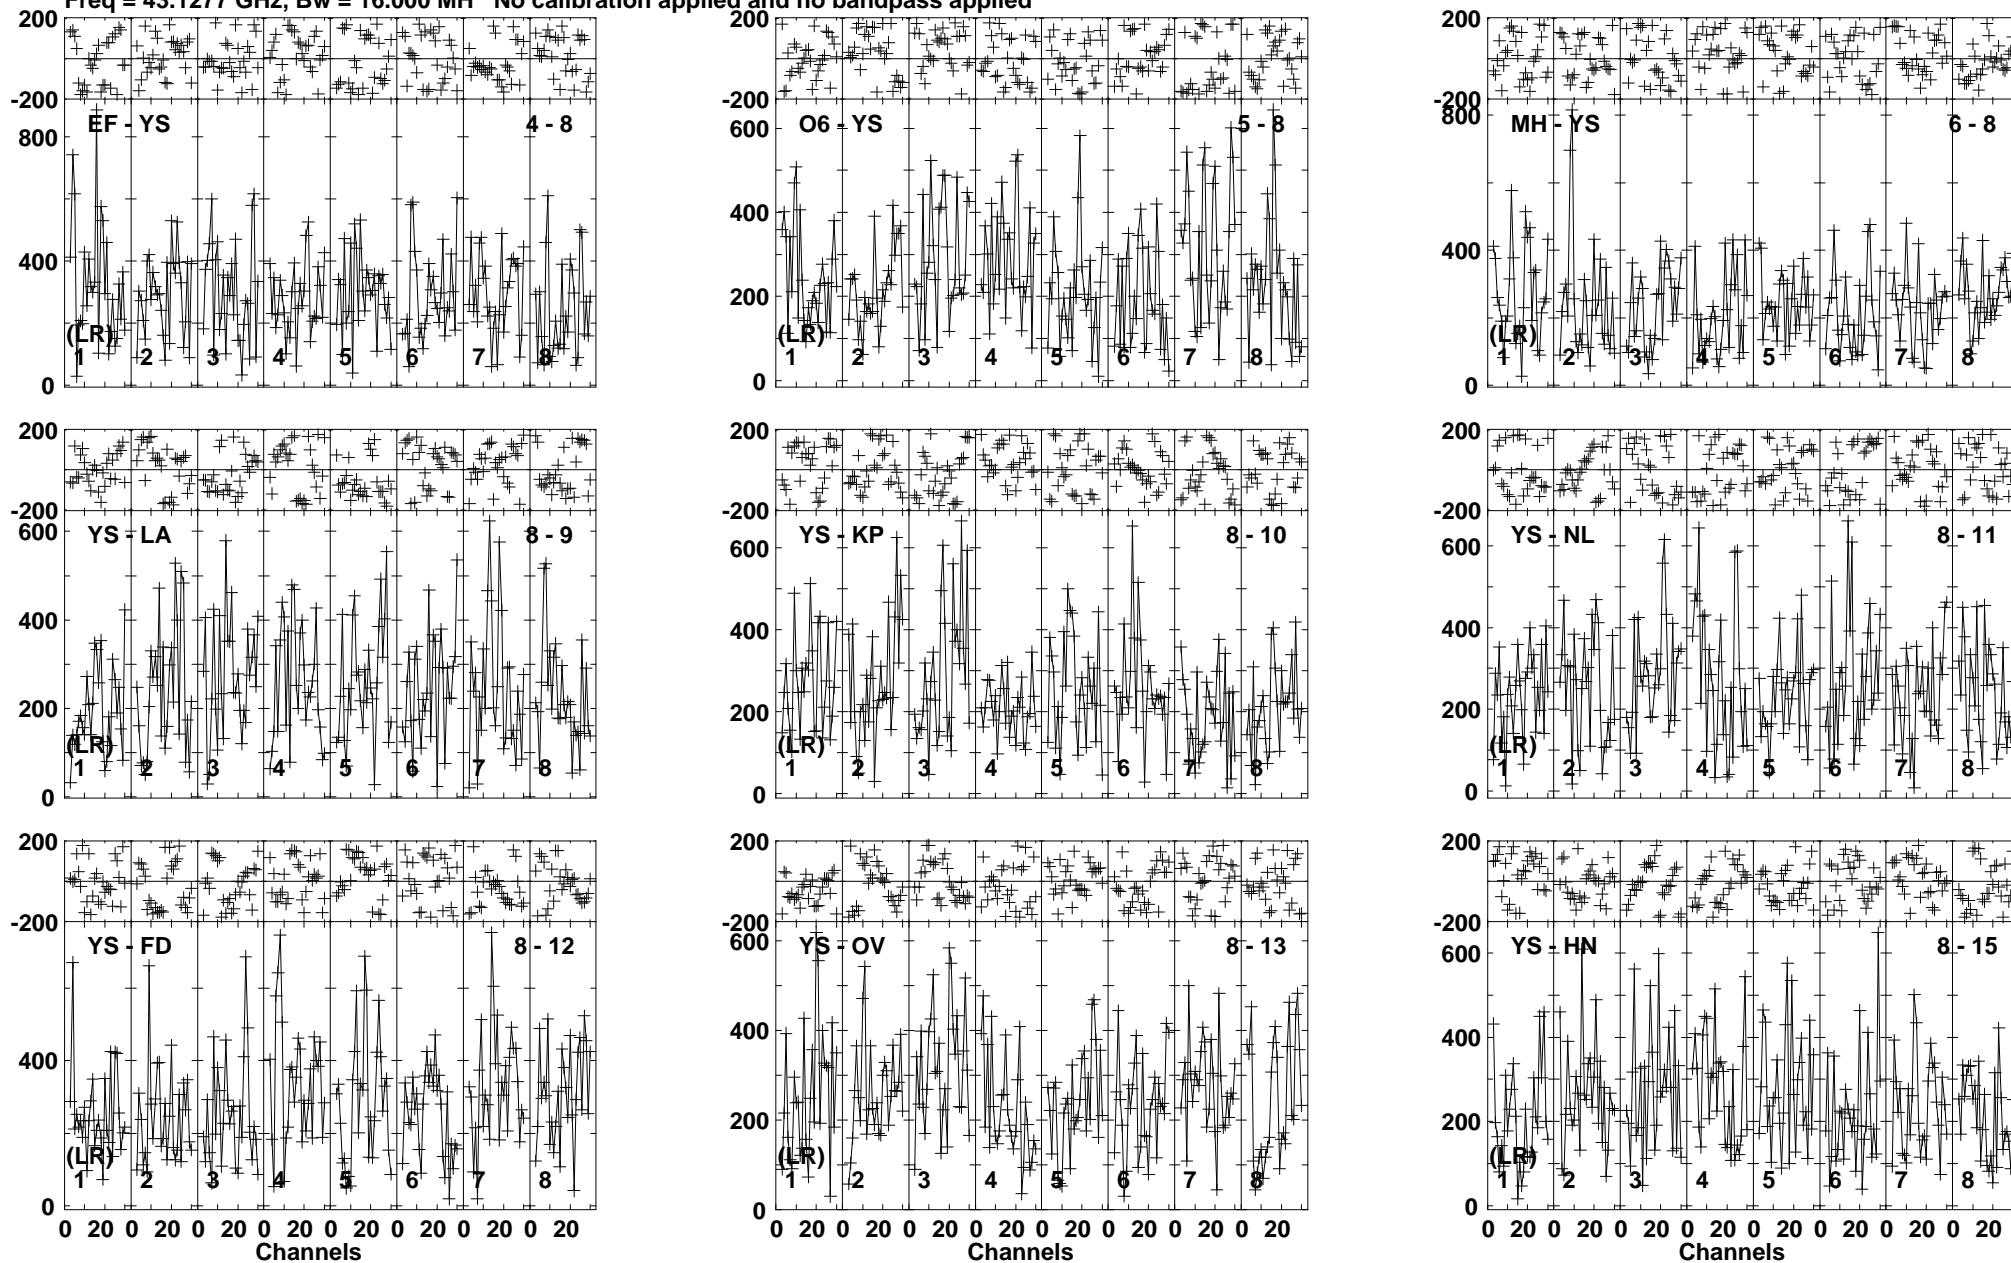 Freq = 43.1277 GHz, Bw = 16.000 MH No calibration applied and no bandpass applied
200 200 200
-200 -200 -200
EF - YS 4 - 8 O6 - YS 5 - 8 MH - YS 6 - 8
800 600 800
400 400 400
200
(LR) (LR) (LR)
1 2 3 4 5 6 7 8 1 2 3 4 5 6 7 8 1 2 3 4 5 6 7 8
0 0 0
200 200 200
-200 -200 -200
YS - LA 8 - 9 YS - KP 8 - 10 YS - NL 8 - 11
600 600 600
400 400 400
200 200 200
(LR) (LR) (LR)
1 2 3 4 5 6 7 8 1 2 3 4 5 6 7 8 1 2 3 4 5 6 7 8
0 0 0
200 200 200
-200 -200 -200
YS - FD 8 - 12 YS - OV 8 - 13 YS - HN 8 - 15
600 600
400 400 400
200 200
(LR) (LR) (LR)
1 2 3 4 5 6 7 8 1 2 3 4 5 6 7 8 1 2 3 4 5 6 7 8
0 0 0
0 20 0 20 0 20 0 20 0 20 0 20 0 20 0 20 0 20 0 20 0 20 0 20 0 20 0 20 0 20 0 20 0 20 0 20 0 20 0 20 0 20 0 20 0 20 0 20
Channels Channels Channels